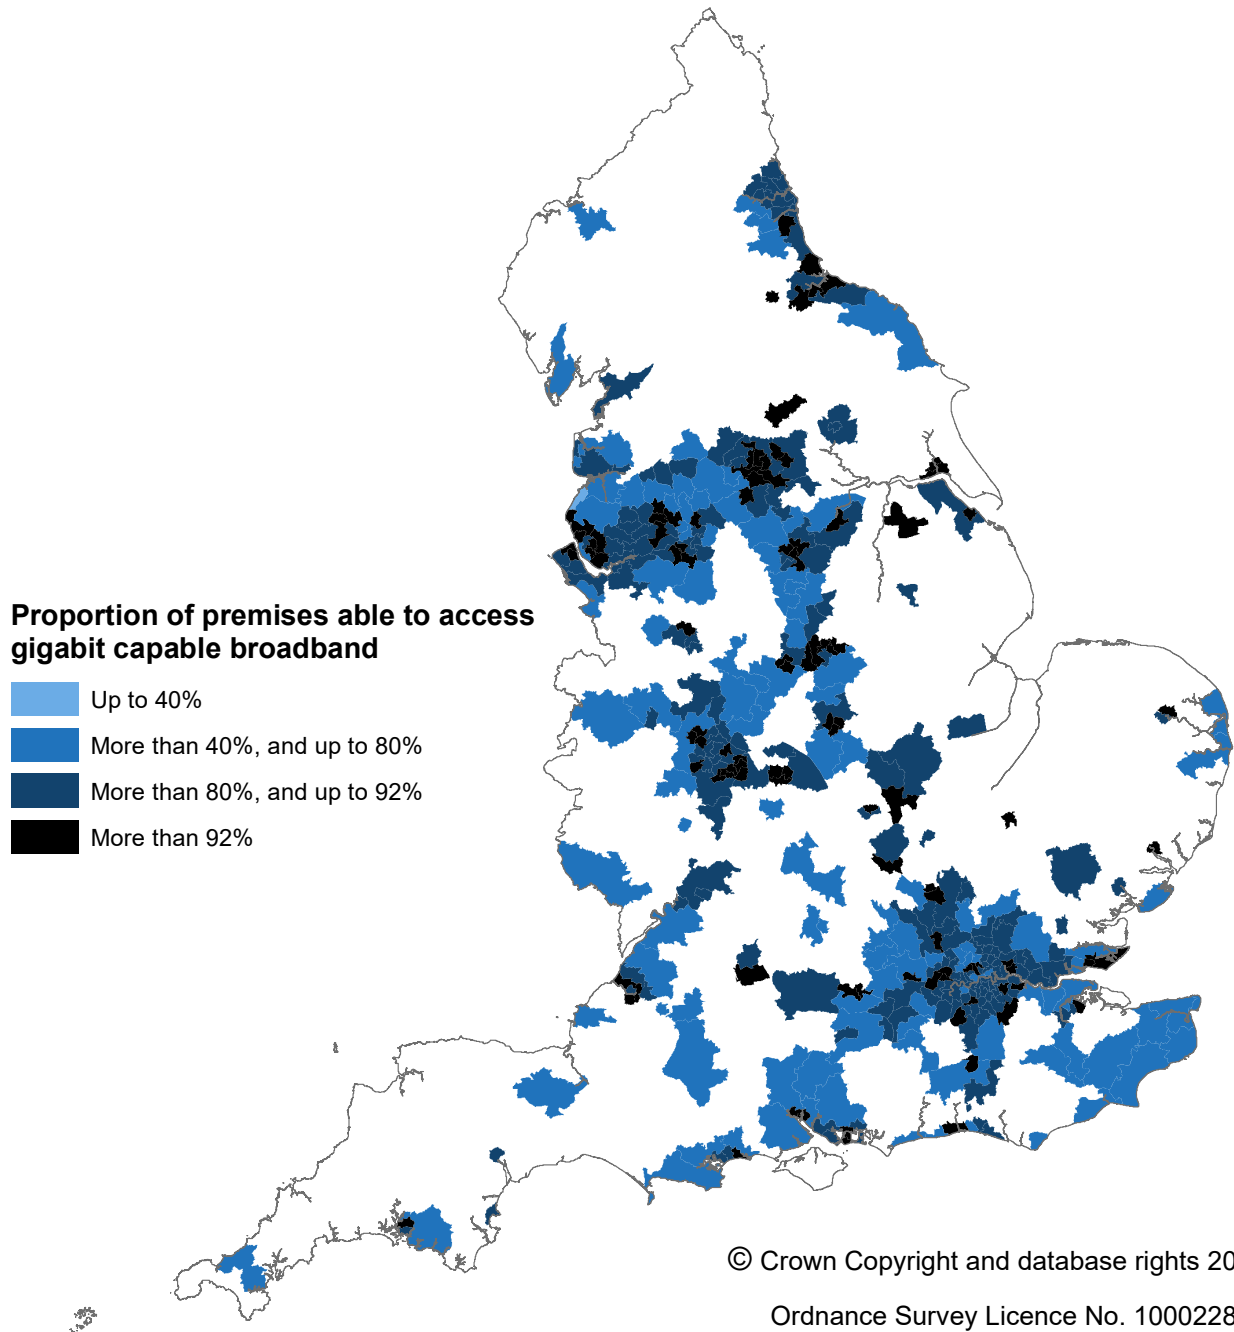 Proportion of premises able to access
gigabit capable broadband
Up to 40%
More than 40%, and up to 80%
More than 80%, and up to 92%
More than 92%
© Crown Copyright and database rights 20
Ordnance Survey Licence No. 1000228